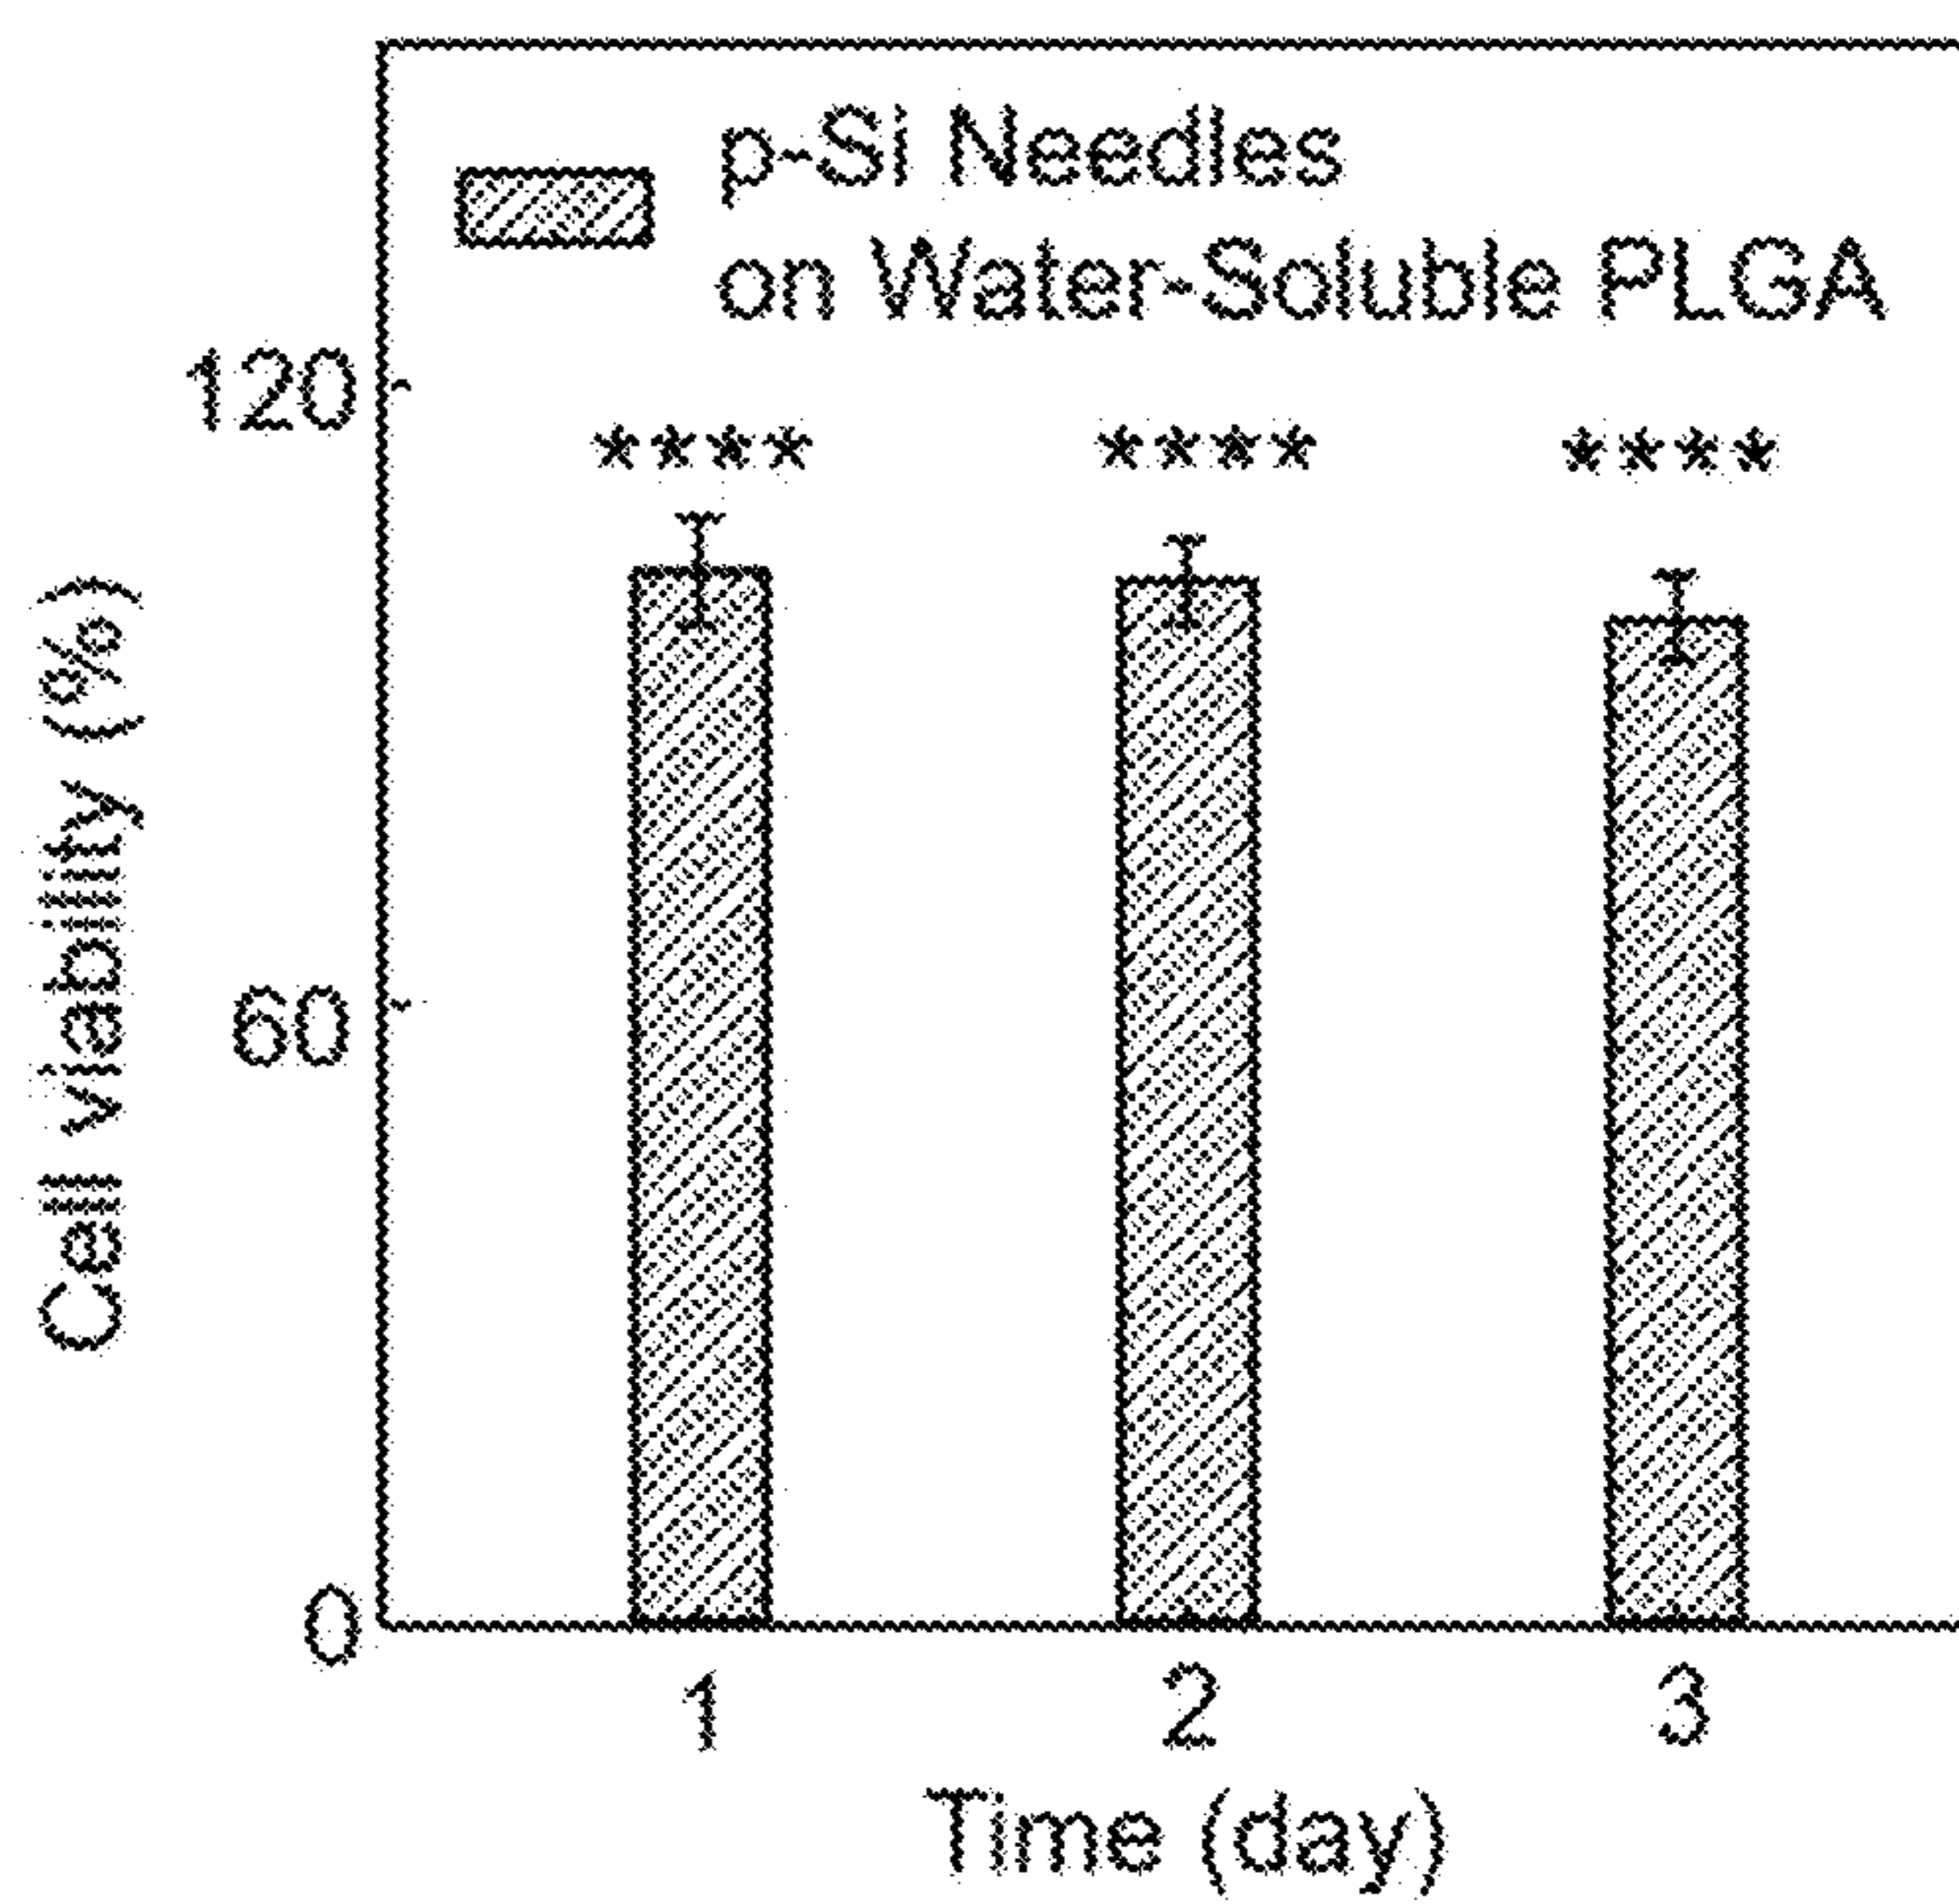 p-Si Needles
on Water-Soluble PLGA
120
**** **** ****
Cell viability (%)
60
0
1 2 3
Time (day)